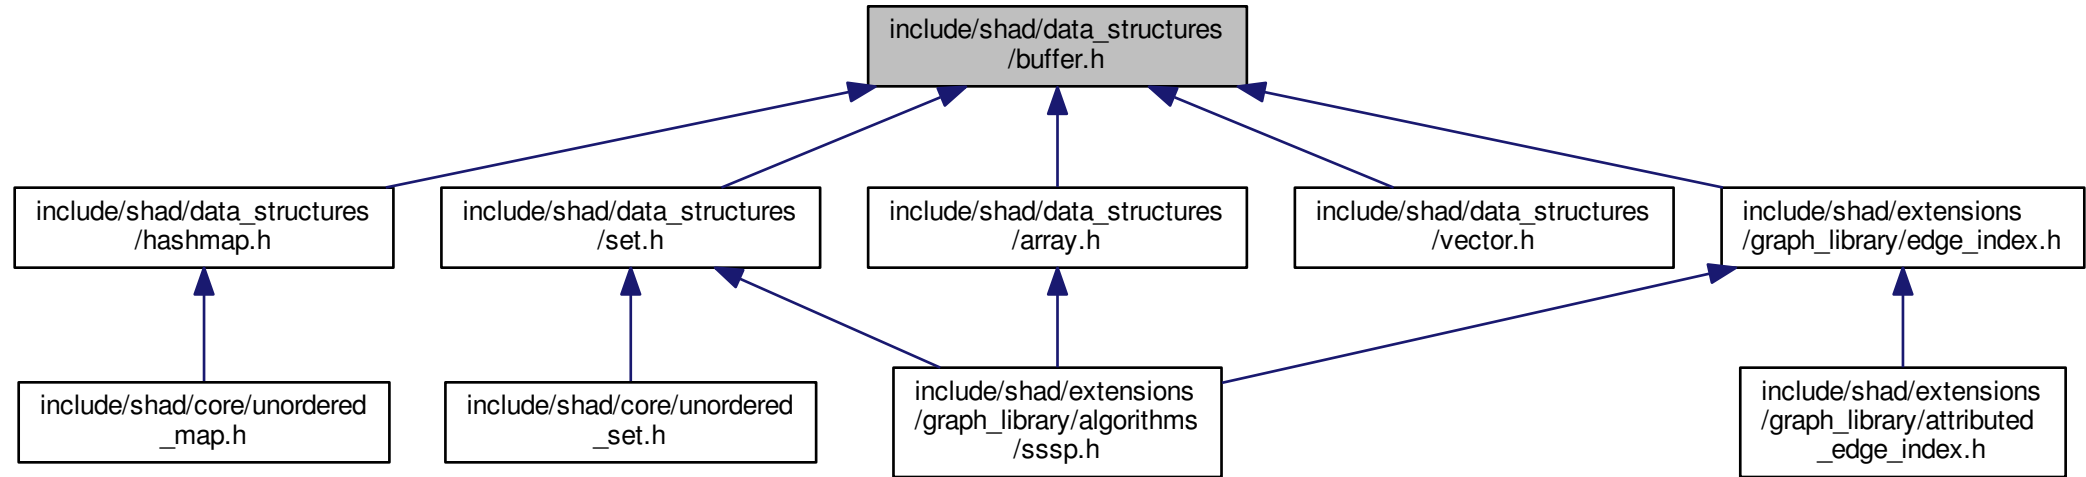 include/shad/data_structures
/buffer.h
include/shad/data_structures
/hashmap.h
include/shad/data_structures
/set.h
include/shad/data_structures
/array.h
include/shad/data_structures
/vector.h
include/shad/extensions
/graph_library/edge_index.h
include/shad/core/unordered
_map.h
include/shad/core/unordered
_set.h
include/shad/extensions
/graph_library/algorithms
/sssp.h
include/shad/extensions
/graph_library/attributed
_edge_index.h